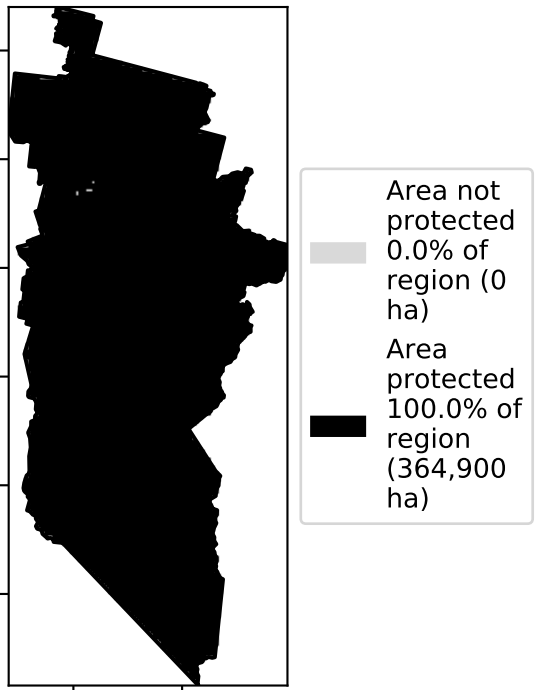 Area not
protected
0.0% of
region (0
ha)
Area
protected
100.0% of
region
(364,900
ha)